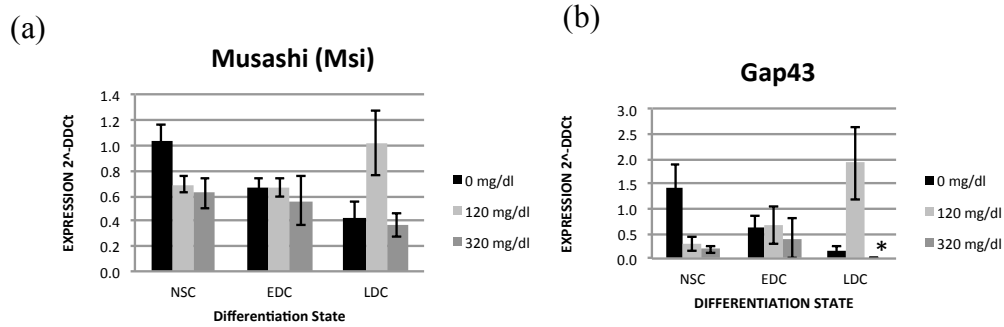 (a)
Musashi (Msi)
EXPRESSION 2^-DDCt
1.4
1.2
1.0
0.8
0.6
0.4
0.2
0.0
NSC
EDC
LDC
Differentiation State
0 mg/dl
120 mg/dl
320 mg/dl
(b)
Gap43
EXPRESSION 2^-DDCt
3.0
2.5
2.0
1.5
1.0
0.5
0.0
*
NSC
EDC
LDC
DIFFERENTIATION STATE
0 mg/dl
120 mg/dl
320 mg/dl